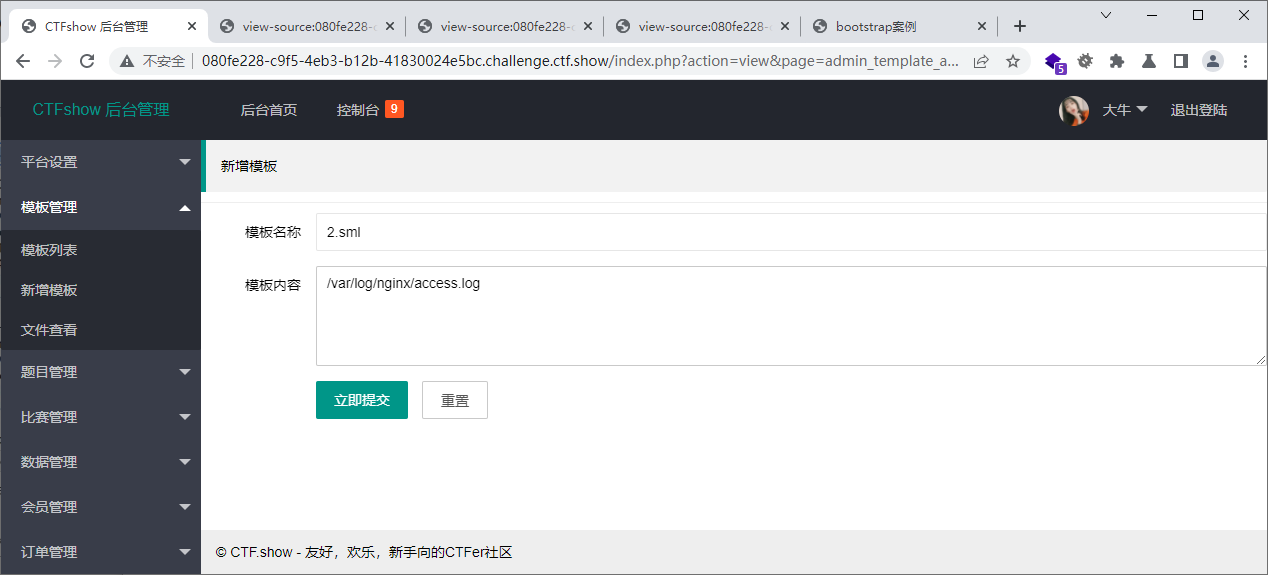 CTFshow 后台管理
view-source:080fe228-
view-source:080fe228-
view-source:080fe228-
bootstrap案例
不安全
080fe228-c9f5-4eb3-b12b-41830024e5bc.challenge.ctf.show/index.php?action=view&page=admin_template_a...
5
CTFshow 后台管理
后台首页
控制台 9
大牛
退出登陆
平台设置
模板管理
模板列表
新增模板
文件查看
题目管理
比赛管理
数据管理
会员管理
订单管理
新增模板
模板名称
2.sml
模板内容
/var/log/nginx/access.log
立即提交
重置
© CTF.show - 友好，欢乐，新手向的CTFer社区